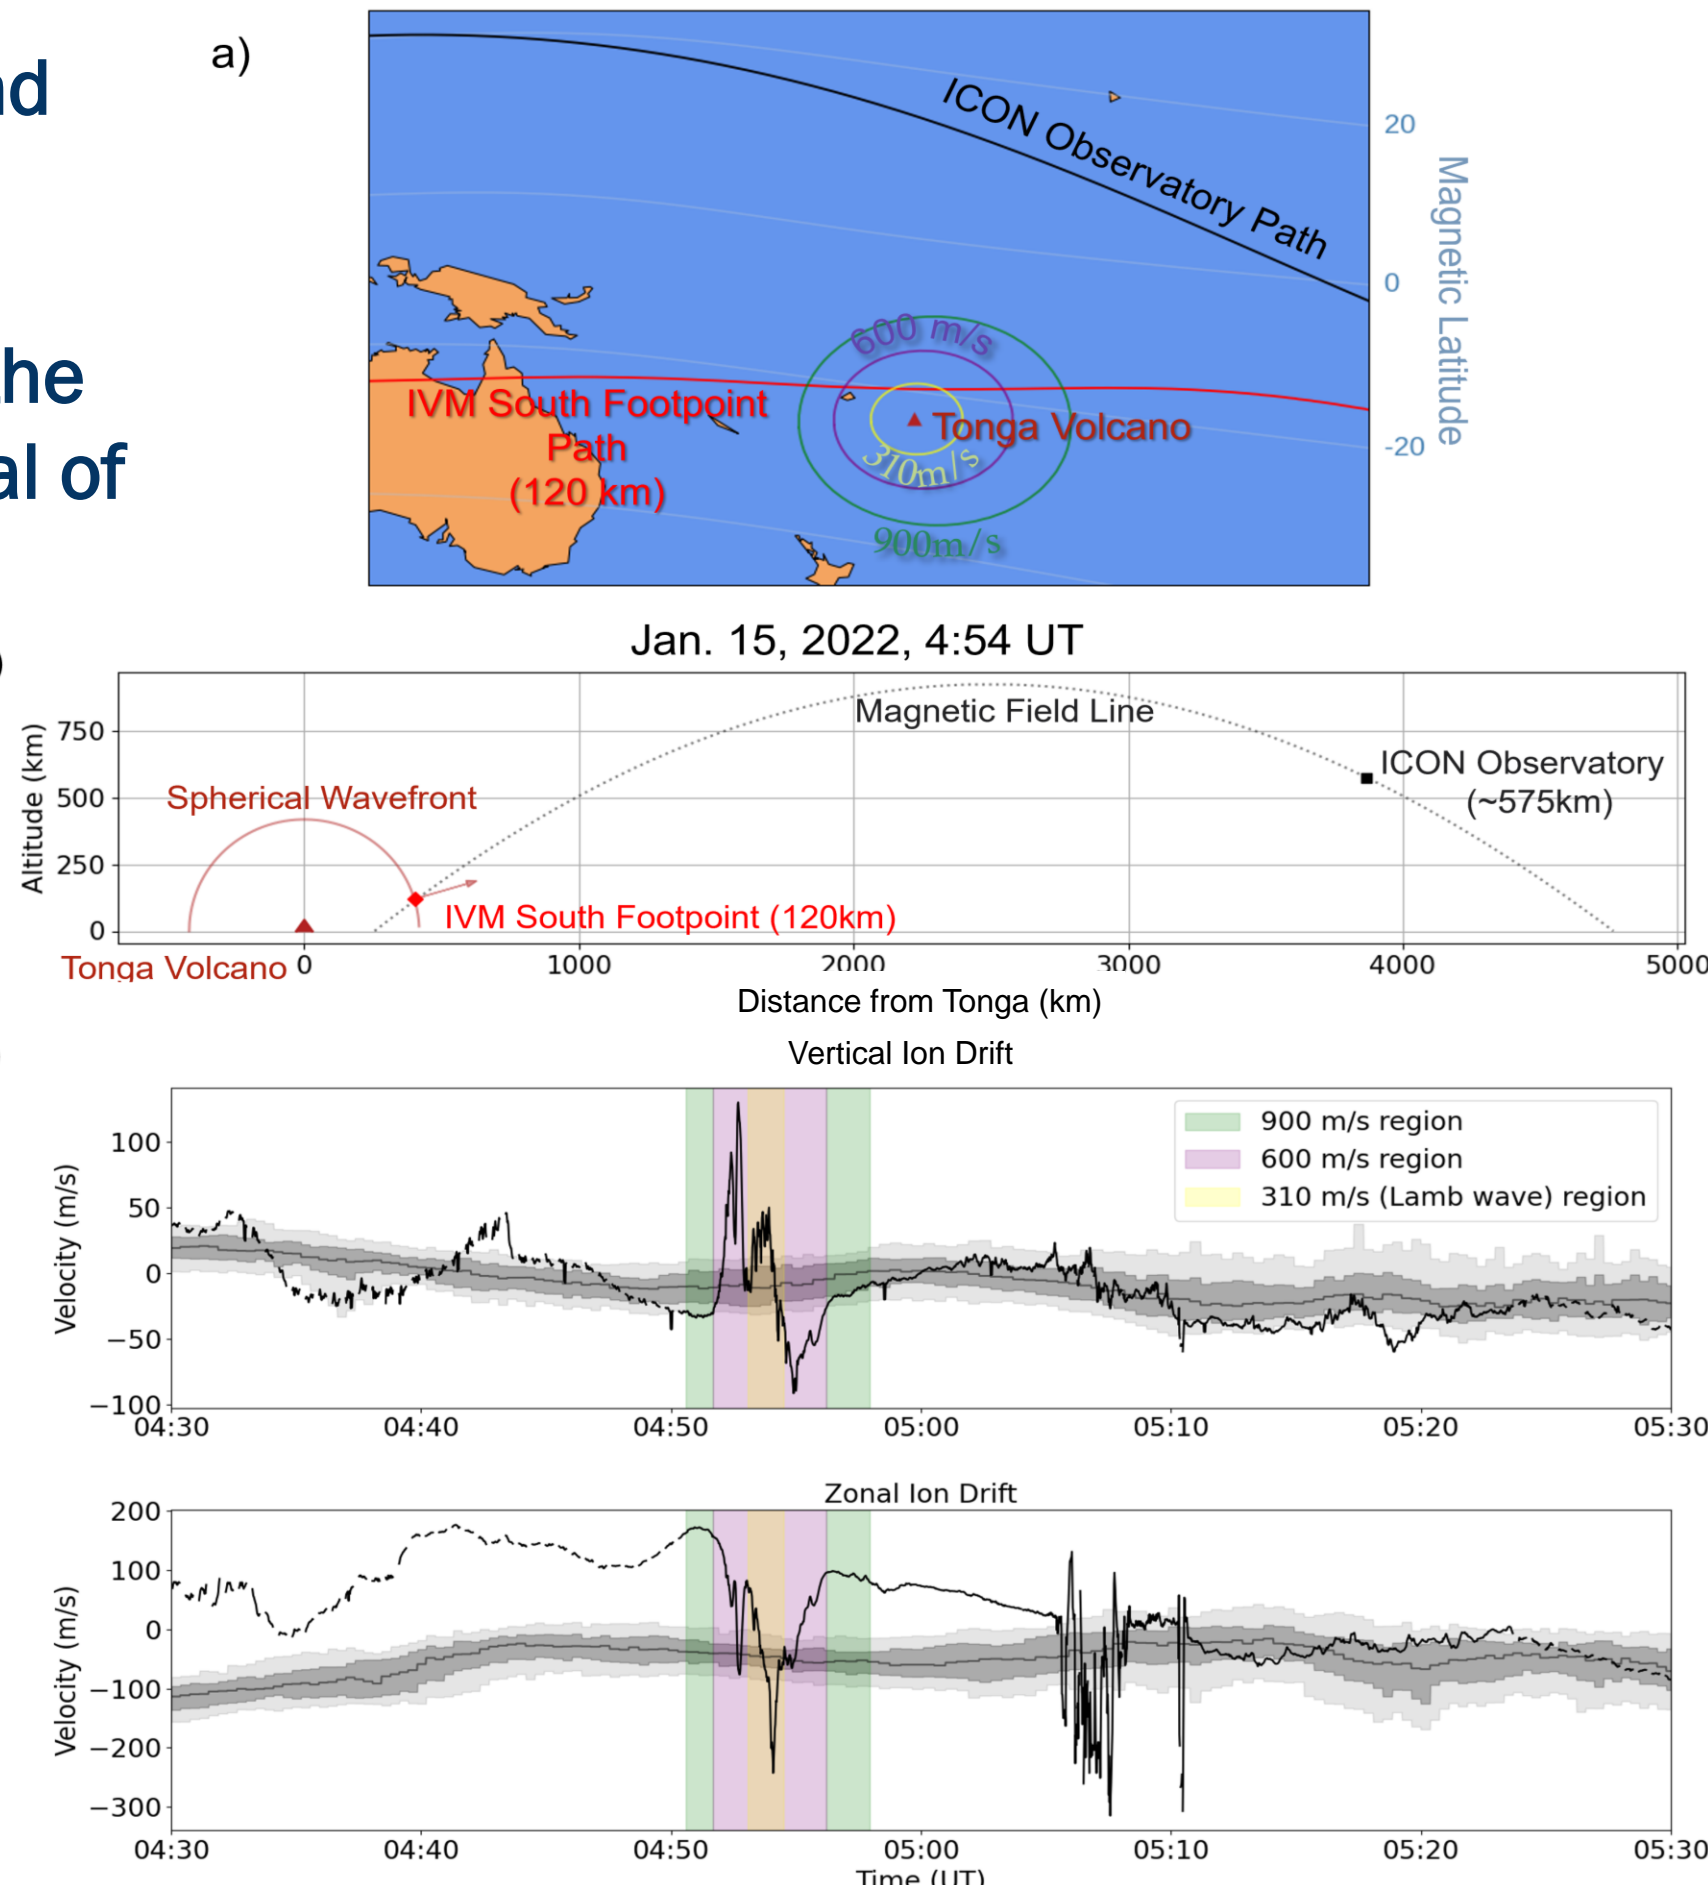 nd
he
al of
a)
ICON Observatory Path
20
0
-20
Magnetic Latitude
600 m/s
IVM South Footpoint
Path
(120 km)
Tonga Volcano
310m/s
900m/s
)
Jan. 15, 2022, 4:54 UT
Altitude (km)
750
500
250
0
Magnetic Field Line
ICON Observatory
(~575km)
Spherical Wavefront
IVM South Footpoint (120km)
Tonga Volcano
0 1000 2000 3000 4000 5000
Distance from Tonga (km)
Vertical Ion Drift
Velocity (m/s)
100
50
0
−50
−100
900 m/s region
600 m/s region
310 m/s (Lamb wave) region
04:30 04:40 04:50 05:00 05:10 05:20 05:30
Zonal Ion Drift
Velocity (m/s)
200
100
0
−100
−200
−300
04:30 04:40 04:50 05:00 05:10 05:20 05:30
Time (UT)